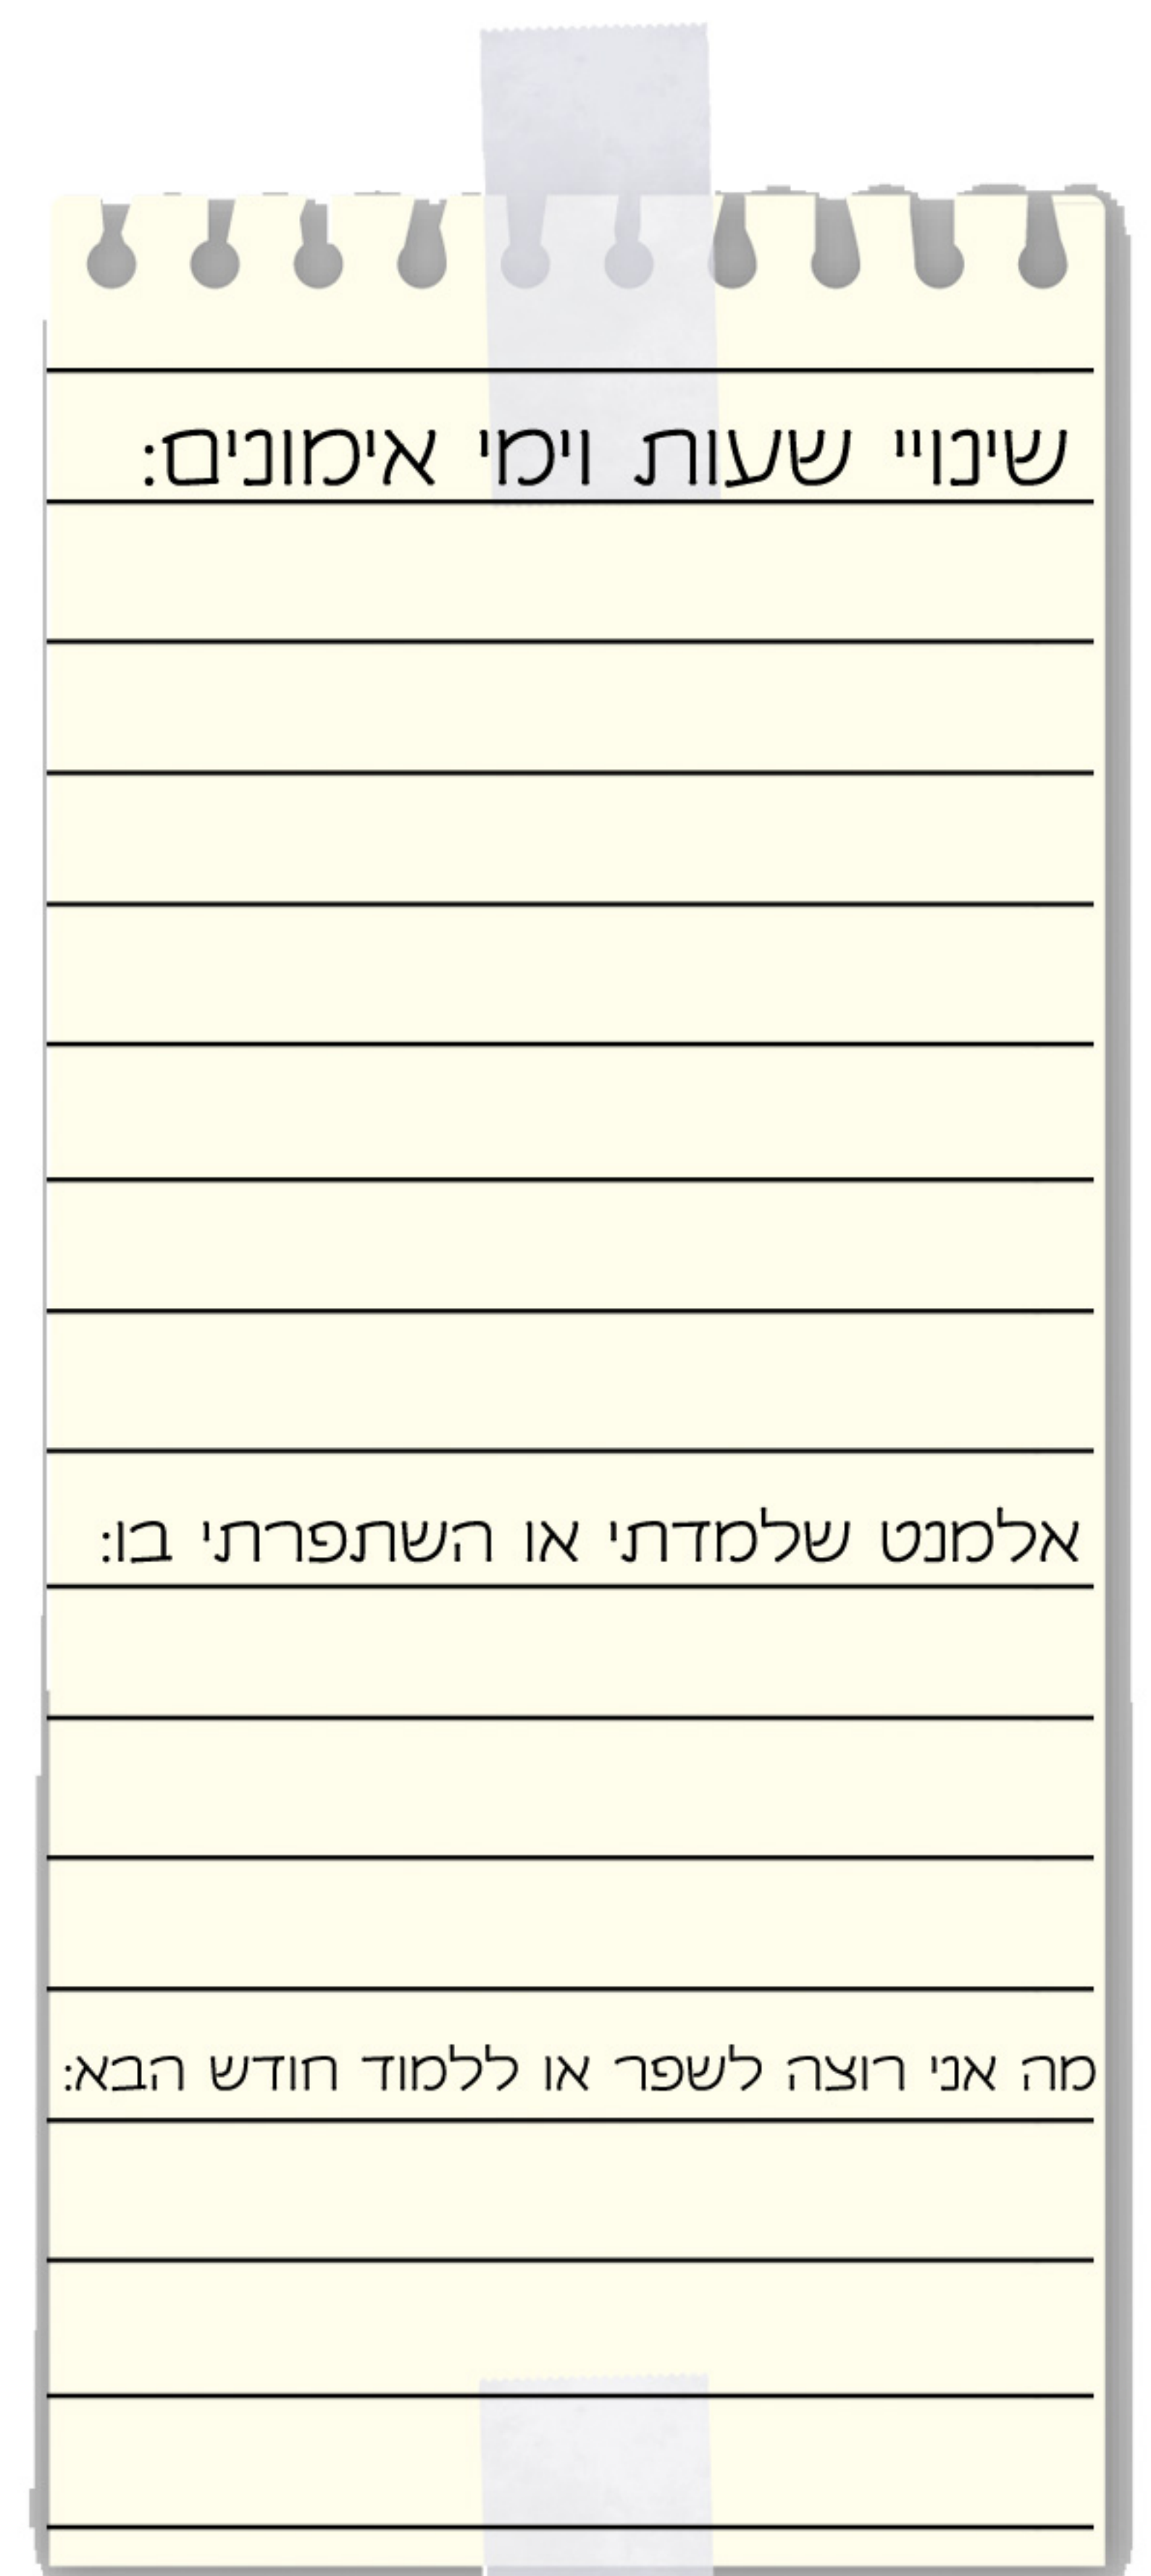 שינויי שעות וימי אימונים:
אלמנט שלמדתי או השתפרתי בו:
מה אני רוצה לשפר או ללמוד חודש הבא: